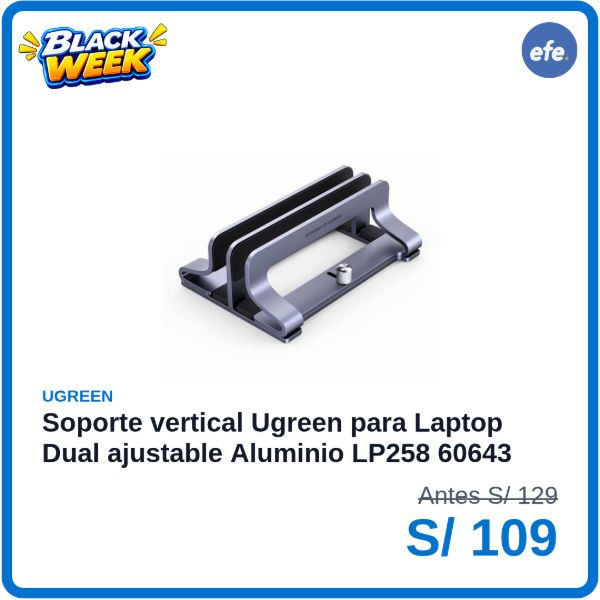 BLACK
WEEK
efe.
UGREEN
Soporte vertical Ugreen para Laptop
Dual ajustable Aluminio LP258 60643
Antes S/ 129
S/ 109